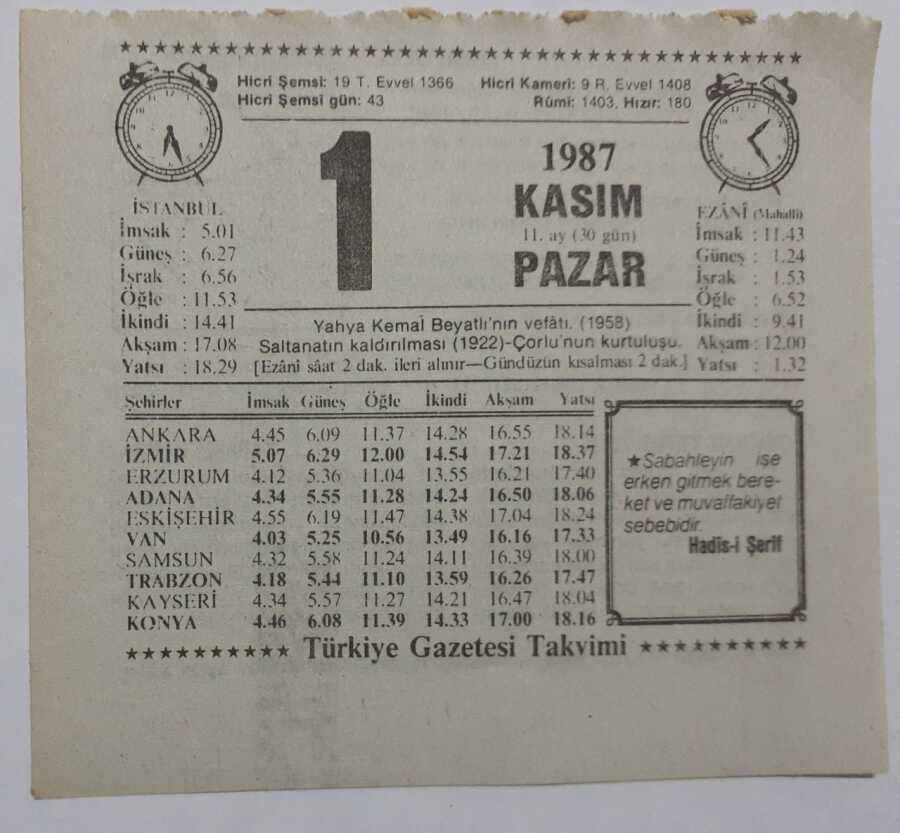 Hicrî Şemsî: 19 T. Evvel 1366 Hicrî Kamerî: 9 R. Evvel 1408
Hicrî Şemsî gün: 43 Rûmi: 1403, Hızır: 180
1
1987
KASIM
11. ay (30 gün)
PAZAR
İSTANBUL
İmsak : 5.01
Güneş : 6.27
İşrak : 6.56
Öğle : 11.53
İkindi : 14.41
Akşam : 17.08
Yatsı : 18.29
EZÂNÎ (Mahallî)
İmsak : 11.43
Güneş : 1.24
İsrak : 1.53
Öğle : 6.52
İkindi : 9.41
Akşam : 12.00
Yatsı : 1.32
Yahya Kemal Beyatlı'nın vefâtı. (1958)
Saltanatın kaldırılması (1922)-Çorlu'nun kurtuluşu.
[Ezânî sâat 2 dak. ileri alınır—Gündüzün kısalması 2 dak.]
Şehirler İmsak Güneş Öğle İkindi Akşam Yatsı
ANKARA 4.45 6.09 11.37 14.28 16.55 18.14
İZMİR 5.07 6.29 12.00 14.54 17.21 18.37
ERZURUM 4.12 5.36 11.04 13.55 16.21 17.40
ADANA 4.34 5.55 11.28 14.24 16.50 18.06
ESKİŞEHİR 4.55 6.19 11.47 14.38 17.04 18.24
VAN 4.03 5.25 10.56 13.49 16.16 17.33
SAMSUN 4.32 5.58 11.24 14.11 16.39 18.00
TRABZON 4.18 5.44 11.10 13.59 16.26 17.47
KAYSERİ 4.34 5.57 11.27 14.21 16.47 18.04
KONYA 4.46 6.08 11.39 14.33 17.00 18.16
★Sabahleyin işe
erken gitmek bere-
ket ve muvaffakiyet
sebebidir.
Hadîs-i Şerif
Türkiye Gazetesi Takvimi